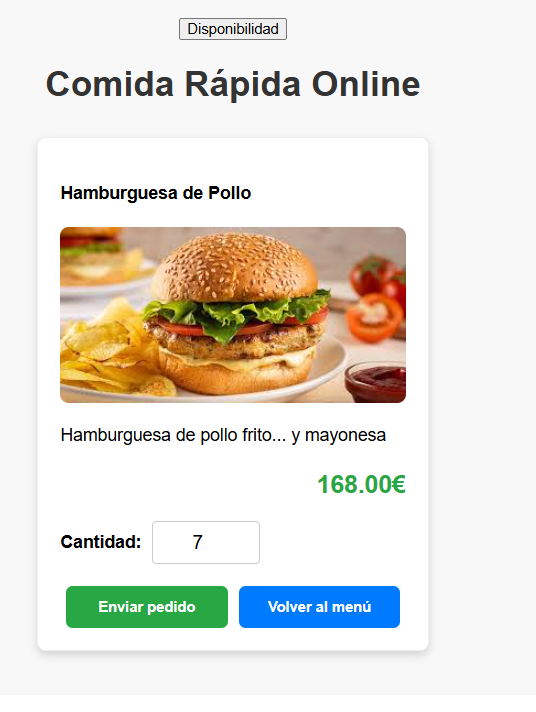 Disponibilidad
Comida Rápida Online
Hamburguesa de Pollo
Hamburguesa de pollo frito... y mayonesa
168.00€
Cantidad: 7
Enviar pedido Volver al menú